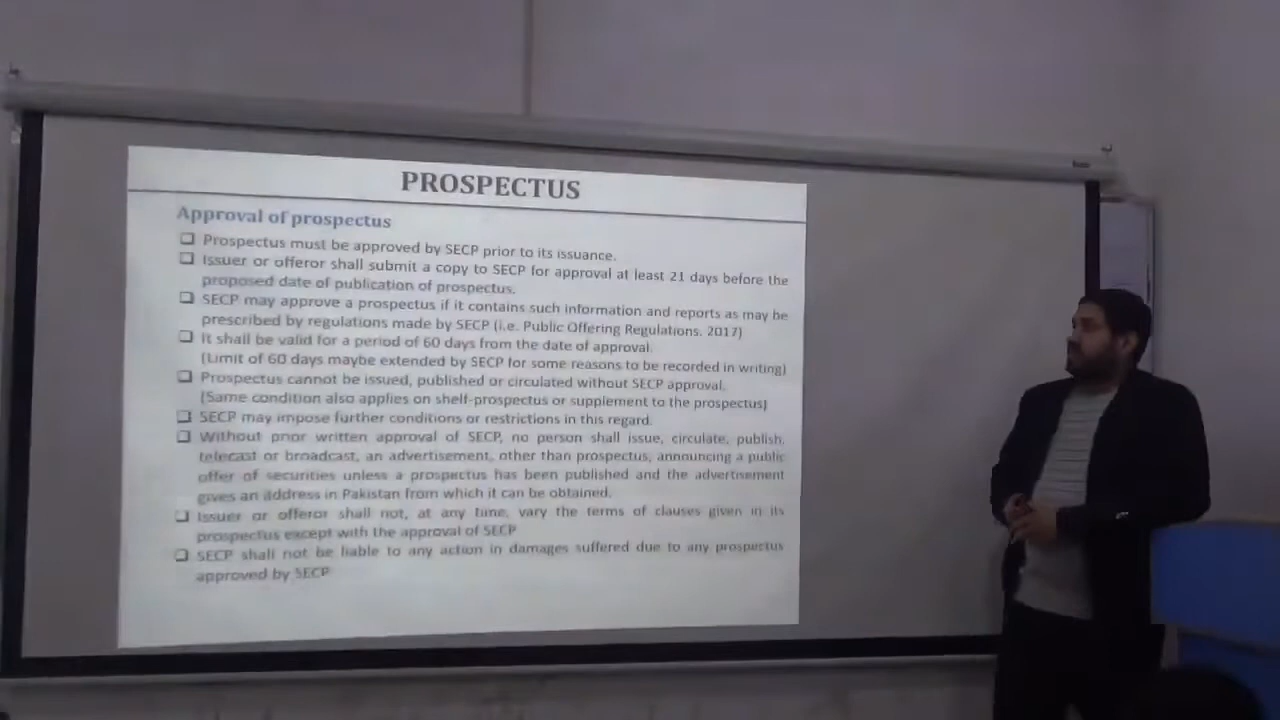 PROSPECTUS
Approval of prospectus
❑ Prospectus must be approved by SECP prior to its issuance.
❑ Issuer or offeror shall submit a copy to SECP for approval at least 21 days before the
proposed date of publication of prospectus.
❑ SECP may approve a prospectus if it contains such information and reports as may be
prescribed by regulations made by SECP (i.e. Public Offering Regulations, 2017)
❑ It shall be valid for a period of 60 days from the date of approval.
(Limit of 60 days maybe extended by SECP for some reasons to be recorded in writing)
❑ Prospectus cannot be issued, published or circulated without SECP approval.
(Same condition also applies on shelf-prospectus or supplement to the prospectus)
❑ SECP may impose further conditions or restrictions in this regard.
❑ Without prior written approval of SECP, no person shall issue, circulate, publish,
telecast or broadcast, an advertisement, other than prospectus, announcing a public
offer of securities unless a prospectus has been published and the advertisement
gives an address in Pakistan from which it can be obtained.
❑ Issuer or offeror shall not, at any time, vary the terms of clauses given in its
prospectus except with the approval of SECP
❑ SECP shall not be liable to any action in damages suffered due to any prospectus
approved by SECP